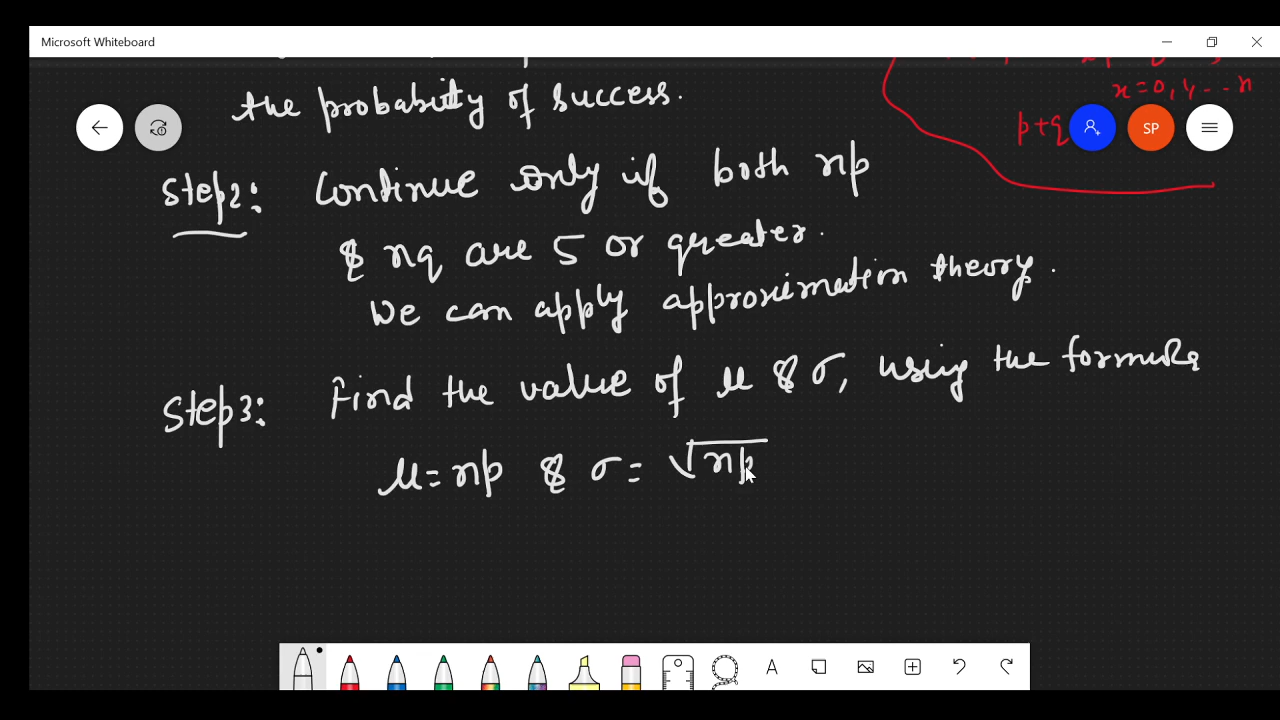 Microsoft Whiteboard
the probability of success.
x=0,1,...n
p+q
SP
Step2: Continue only if both np
& nq are 5 or greater.
We can apply approximation theory.
Step3: Find the value of μ & σ, using the formula
μ=np & σ= √np
A